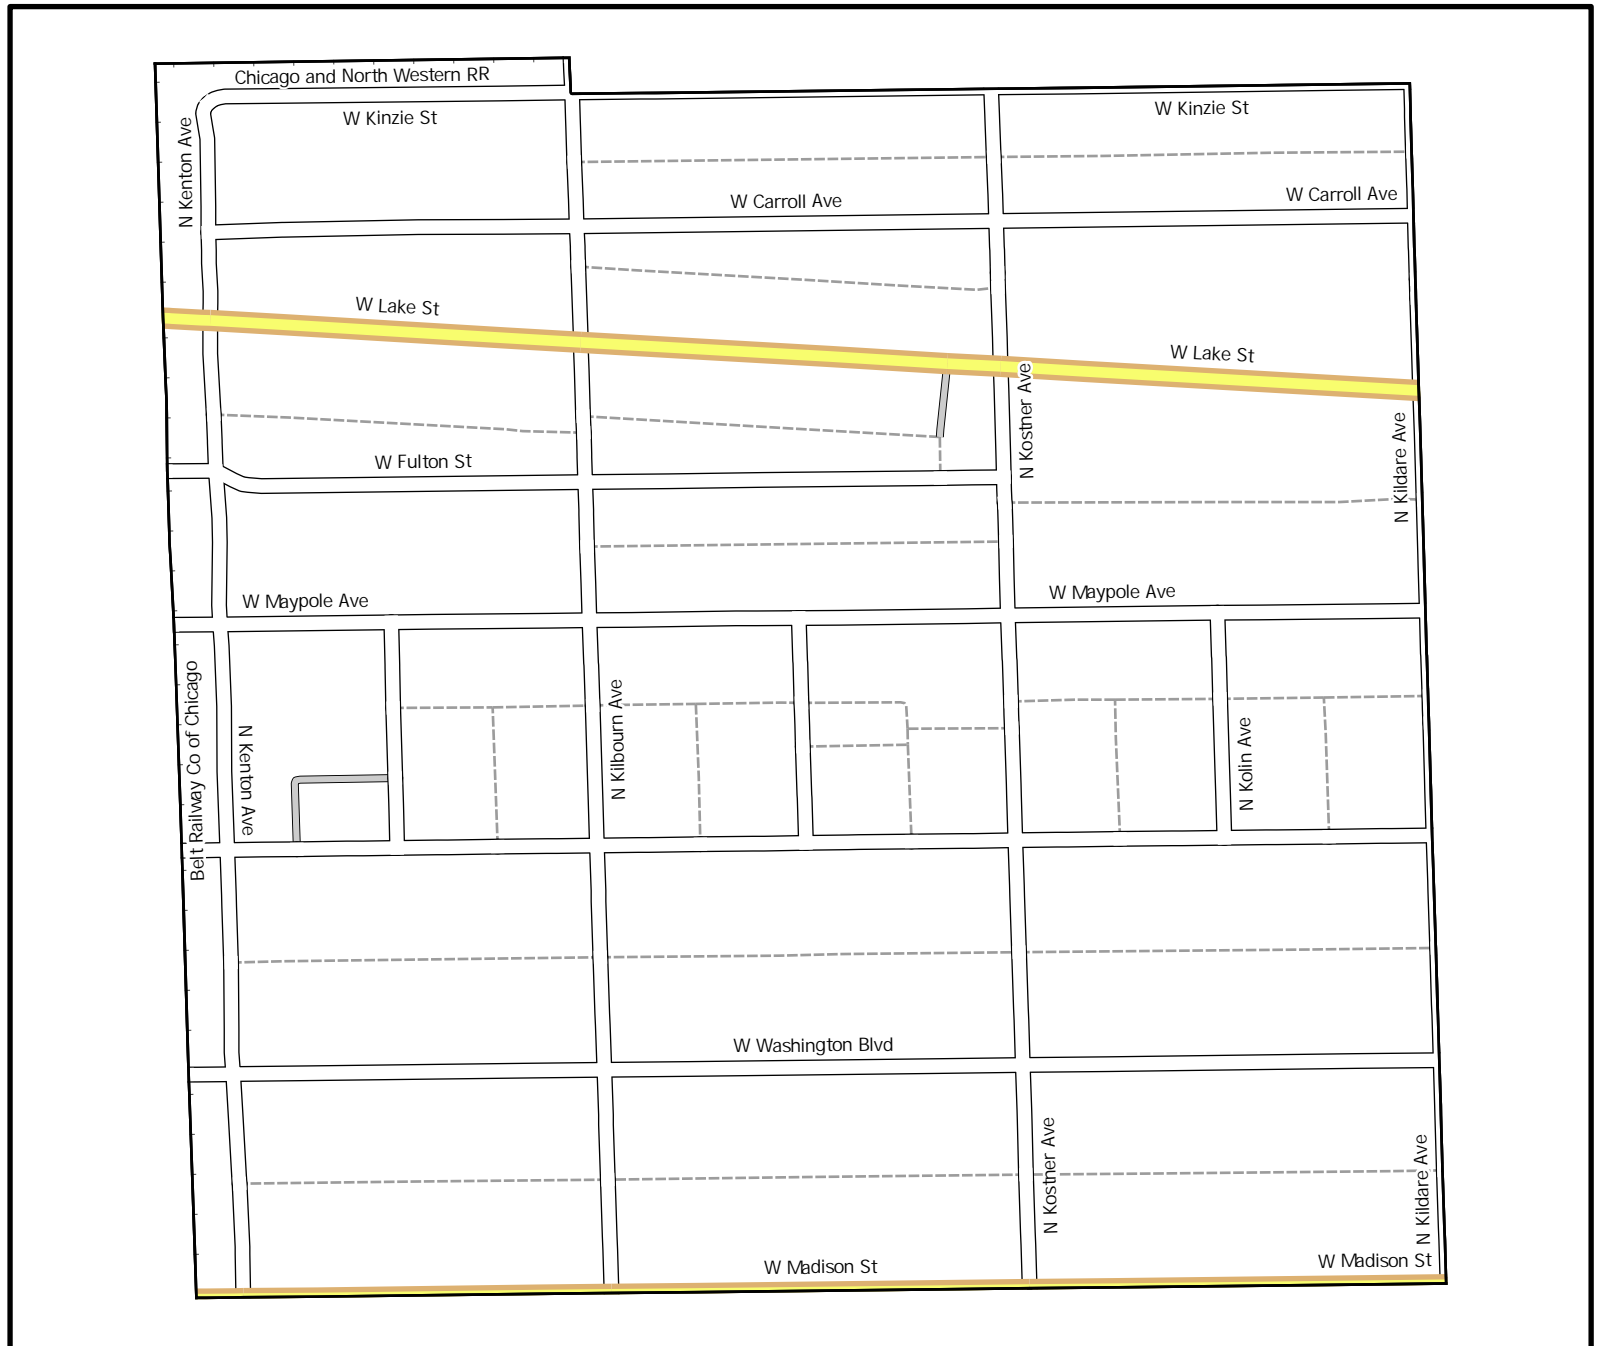 Chicago and North Western RR
W Kinzie St
W Kinzie St
N Kenton Ave
W Carroll Ave
W Carroll Ave
W Lake St
W Lake St
N Kostner Ave
N Kildare Ave
W Fulton St
W Maypole Ave
W Maypole Ave
Belt Railway Co of Chicago
N Kenton Ave
N Kilbourn Ave
N Kolin Ave
W Washington Blvd
N Kostner Ave
N Kildare Ave
W Madison St
W Madison St